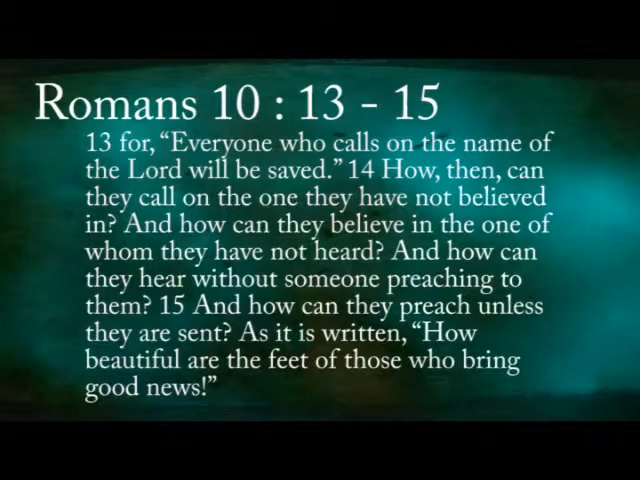 Romans 10 : 13 - 15
13 for, “Everyone who calls on the name of
the Lord will be saved.” 14 How, then, can
they call on the one they have not believed
in? And how can they believe in the one of
whom they have not heard? And how can
they hear without someone preaching to
them? 15 And how can they preach unless
they are sent? As it is written, “How
beautiful are the feet of those who bring
good news!”